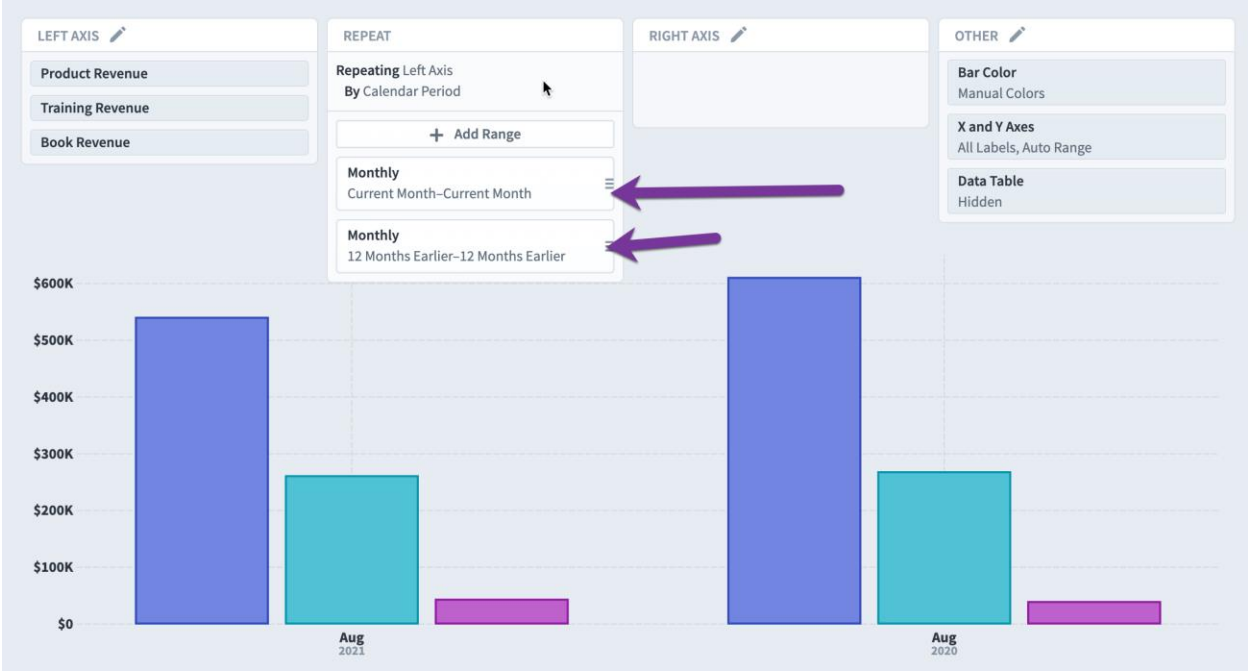 LEFT AXIS
Product Revenue
Training Revenue
Book Revenue
REPEAT
Repeating Left Axis
By Calendar Period
+ Add Range
Monthly
Current Month–Current Month
Monthly
12 Months Earlier–12 Months Earlier
RIGHT AXIS
OTHER
Bar Color
Manual Colors
X and Y Axes
All Labels, Auto Range
Data Table
Hidden
$600K
$500K
$400K
$300K
$200K
$100K
$0
Aug
2021
Aug
2020